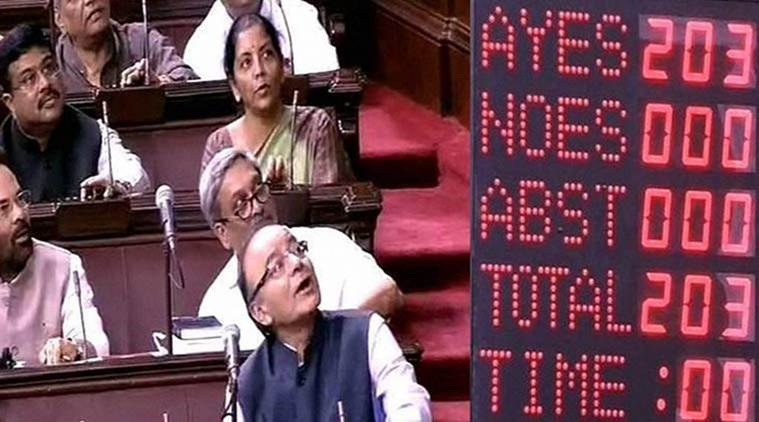 AYES 203
NOES 000
ABST 000
TOTAL 203
TIME :00